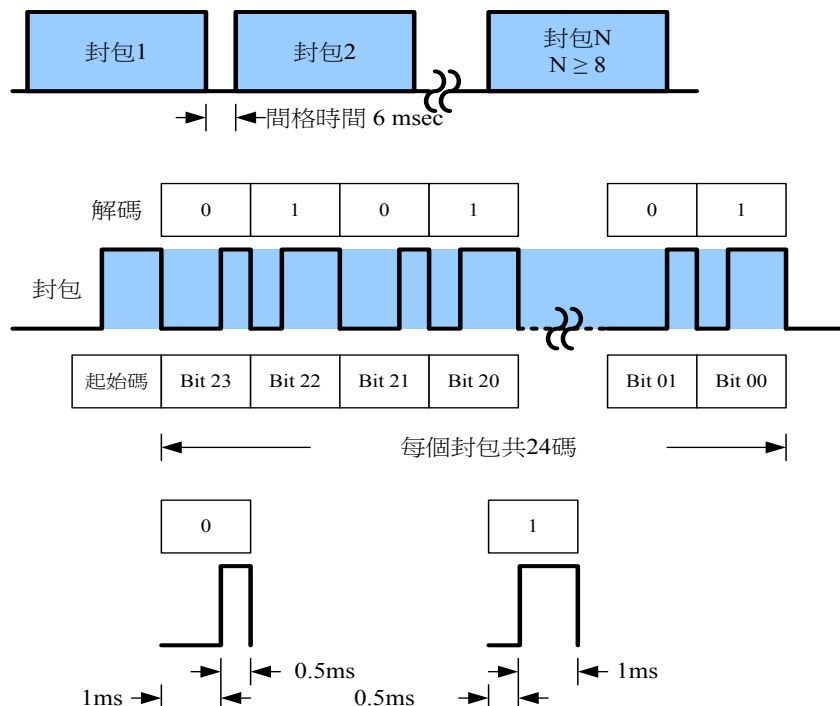 封包1
封包2
封包N
N ≥ 8
間格時間 6 msec
解碼
0
1
0
1
0
1
封包
起始碼
Bit 23
Bit 22
Bit 21
Bit 20
Bit 01
Bit 00
每個封包共24碼
0
1
0.5ms
1ms
1ms
0.5ms